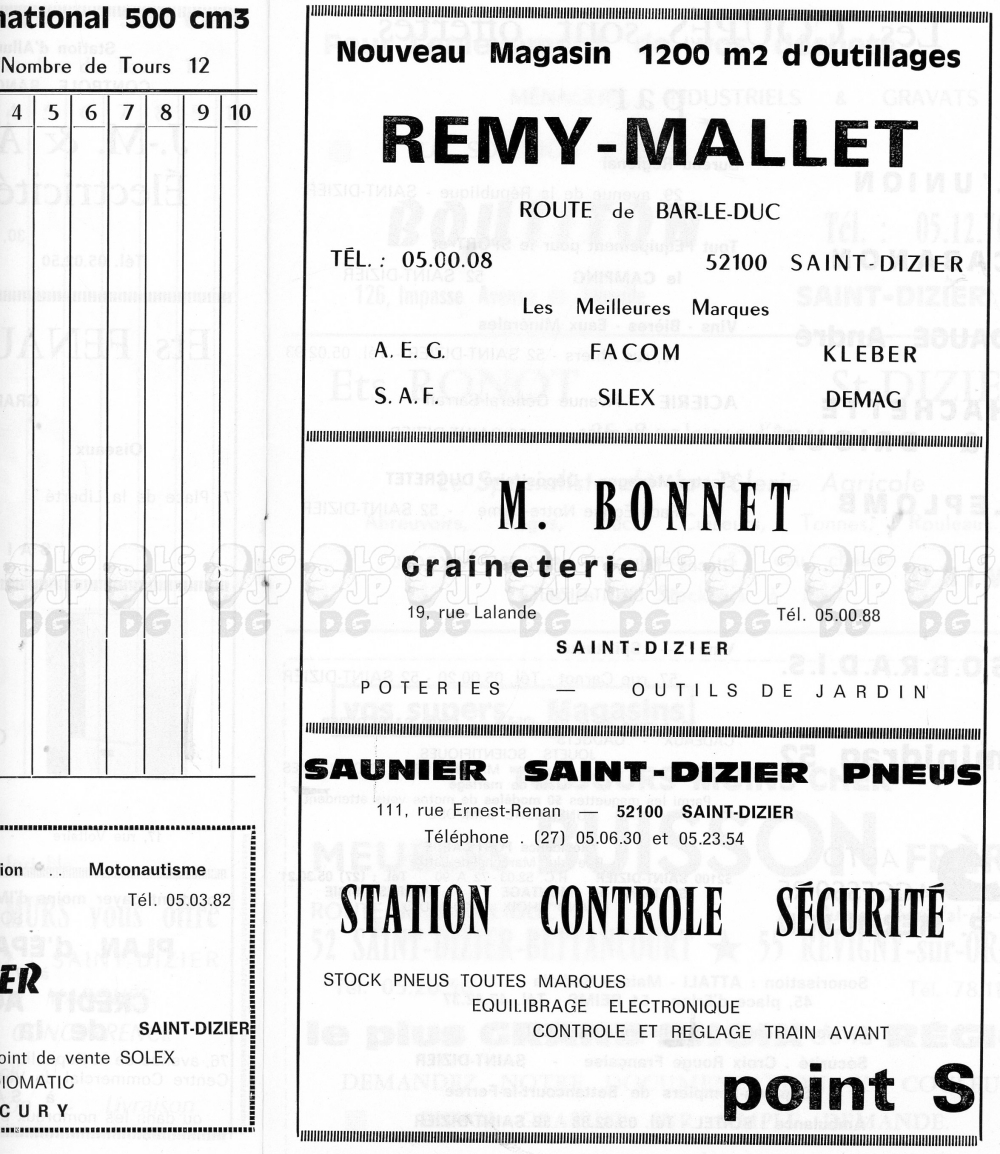 national 500 cm3
Nombre de Tours 12
4 5 6 7 8 9 10
Motonautisme
Tél. 05.03.82
SAINT-DIZIER
point de vente SOLEX
Nouveau Magasin 1200 m2 d'Outillages
REMY-MALLET
ROUTE de BAR-LE-DUC
TÉL. : 05.00.08 52100 SAINT-DIZIER
Les Meilleures Marques
A. E. G. FACOM KLEBER
S. A. F. SILEX DEMAG
M. BONNET
Graineterie
19, rue Lalande Tél. 05.00.88
SAINT-DIZIER
POTERIES — OUTILS DE JARDIN
SAUNIER SAINT-DIZIER PNEUS
111, rue Ernest-Renan — 52100 SAINT-DIZIER
Téléphone . (27) 05.06.30 et 05.23.54
STATION CONTROLE SÉCURITÉ
STOCK PNEUS TOUTES MARQUES
EQUILIBRAGE ELECTRONIQUE
CONTROLE ET RÉGLAGE TRAIN AVANT
point S